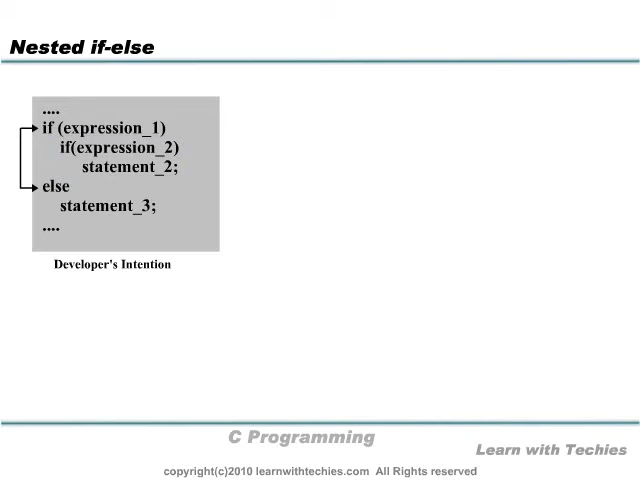 Nested if-else
....
if (expression_1)
if(expression_2)
statement_2;
else
statement_3;
....
Developer's Intention
C Programming
Learn with Techies
copyright(c)2010 learnwithtechies.com All Rights reserved